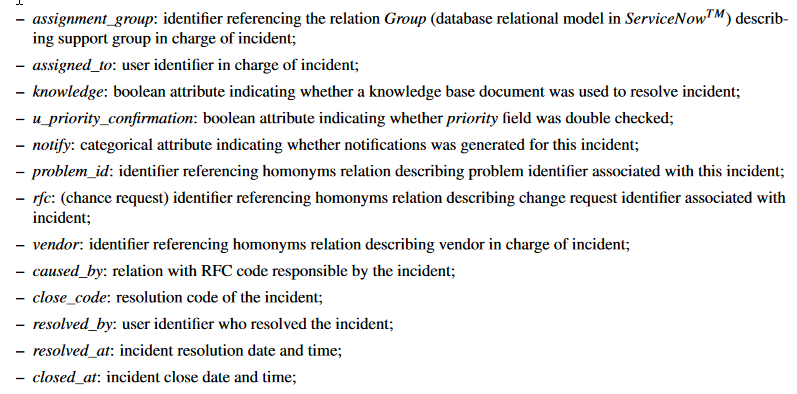 – assignment_group: identifier referencing the relation Group (database relational model in ServiceNow™) describ-
ing support group in charge of incident;
– assigned_to: user identifier in charge of incident;
– knowledge: boolean attribute indicating whether a knowledge base document was used to resolve incident;
– u_priority_confirmation: boolean attribute indicating whether priority field was double checked;
– notify: categorical attribute indicating whether notifications was generated for this incident;
– problem_id: identifier referencing homonyms relation describing problem identifier associated with this incident;
– rfc: (chance request) identifier referencing homonyms relation describing change request identifier associated with
incident;
– vendor: identifier referencing homonyms relation describing vendor in charge of incident;
– caused_by: relation with RFC code responsible by the incident;
– close_code: resolution code of the incident;
– resolved_by: user identifier who resolved the incident;
– resolved_at: incident resolution date and time;
– closed_at: incident close date and time;